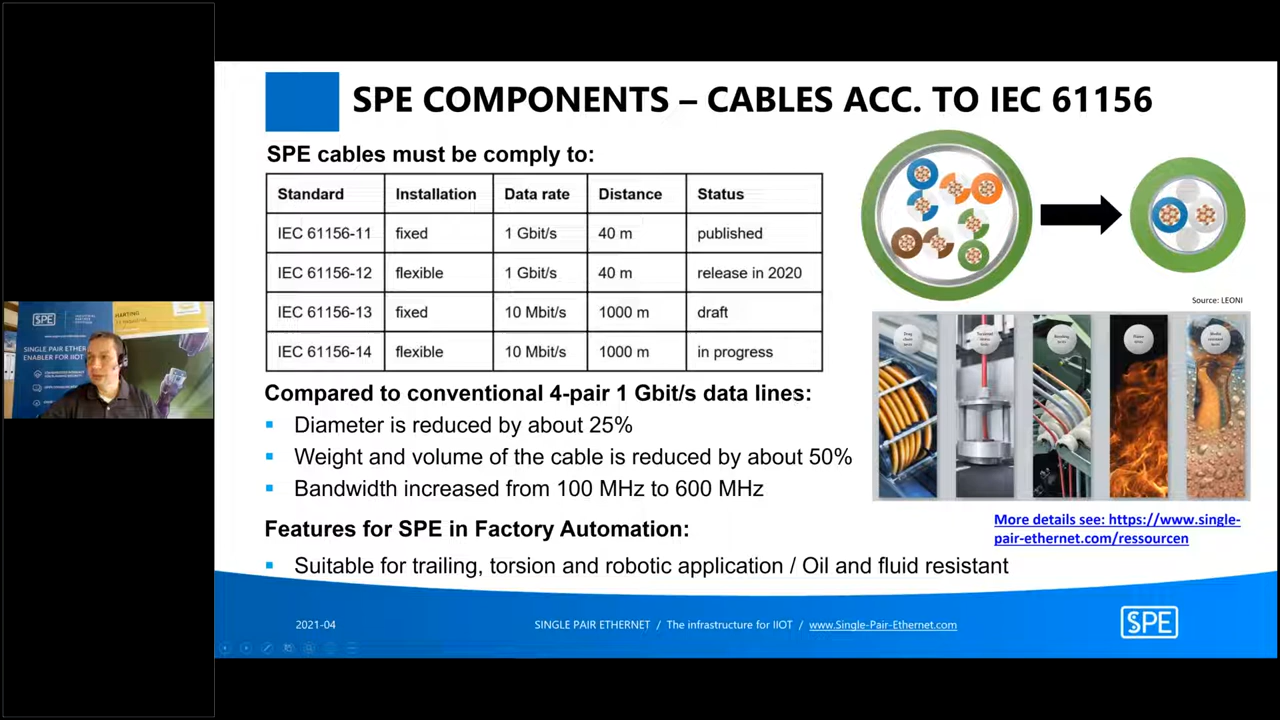 SPE COMPONENTS – CABLES ACC. TO IEC 61156
SPE cables must be comply to:
Standard Installation Data rate Distance Status
IEC 61156-11 fixed 1 Gbit/s 40 m published
IEC 61156-12 flexible 1 Gbit/s 40 m release in 2020
IEC 61156-13 fixed 10 Mbit/s 1000 m draft
IEC 61156-14 flexible 10 Mbit/s 1000 m in progress
Source: LEONI
Compared to conventional 4-pair 1 Gbit/s data lines:
Diameter is reduced by about 25%
Weight and volume of the cable is reduced by about 50%
Bandwidth increased from 100 MHz to 600 MHz
More details see: https://www.single-
pair-ethernet.com/ressourcen
Features for SPE in Factory Automation:
Suitable for trailing, torsion and robotic application / Oil and fluid resistant
2021-04
SINGLE PAIR ETHERNET / The infrastructure for IIOT / www.Single-Pair-Ethernet.com
SPE
SPE
HARTING
SINGLE PAIR ETHER
ENABLER FOR IIOT